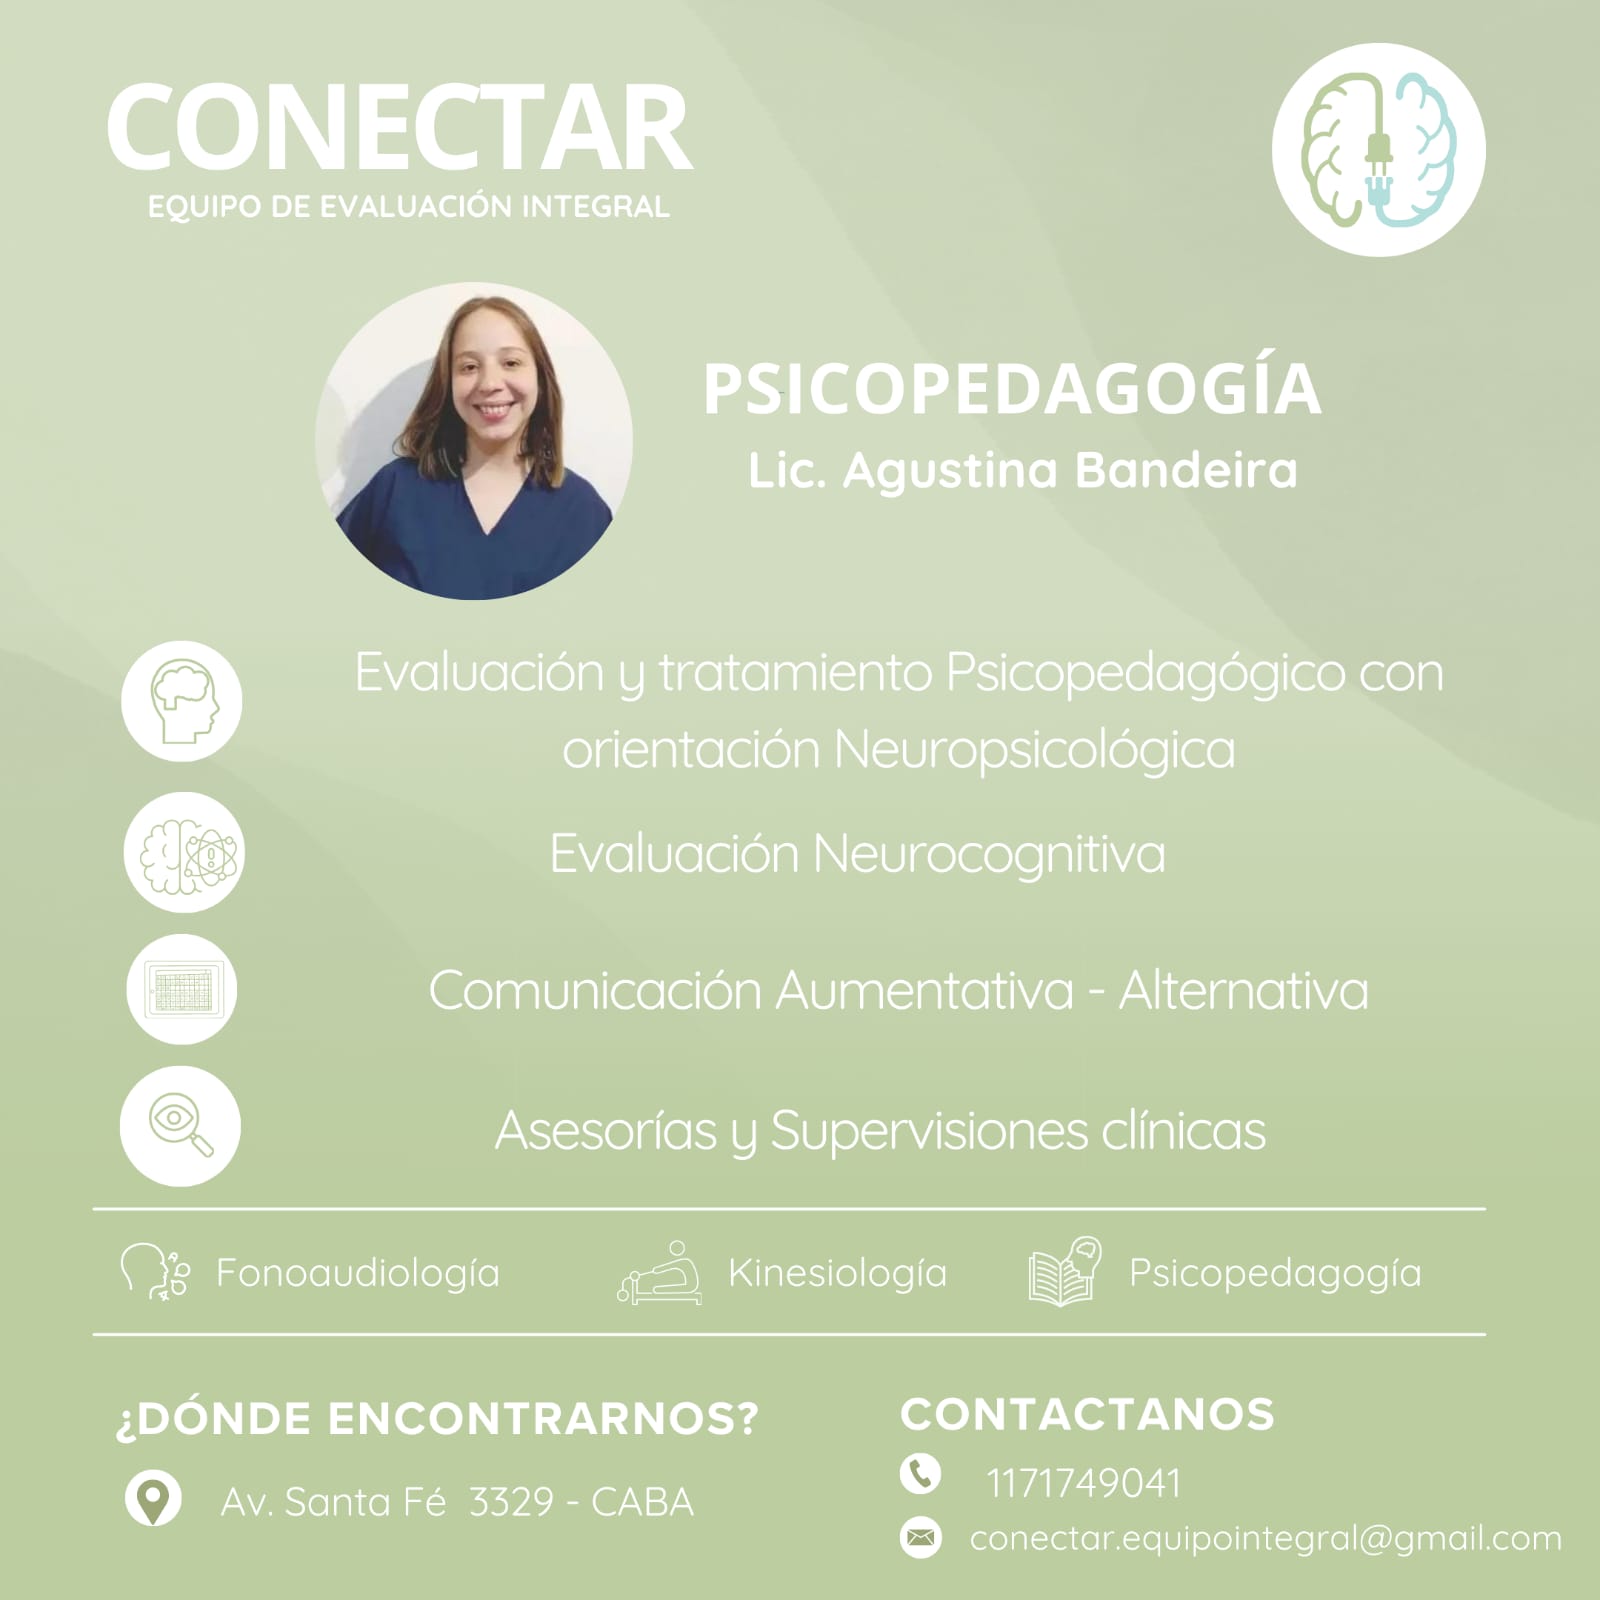 CONECTAR
EQUIPO DE EVALUACIÓN INTEGRAL
PSICOPEDAGOGÍA
Lic. Agustina Bandeira
Evaluación y tratamiento Psicopedagógico con
orientación Neuropsicológica
Evaluación Neurocognitiva
Comunicación Aumentativa - Alternativa
Asesorías y Supervisiones clínicas
Fonoaudiología Kinesiología Psicopedagogía
¿DÓNDE ENCONTRARNOS?
Av. Santa Fé 3329 - CABA
CONTACTANOS
1171749041
conectar.equipointegral@gmail.com